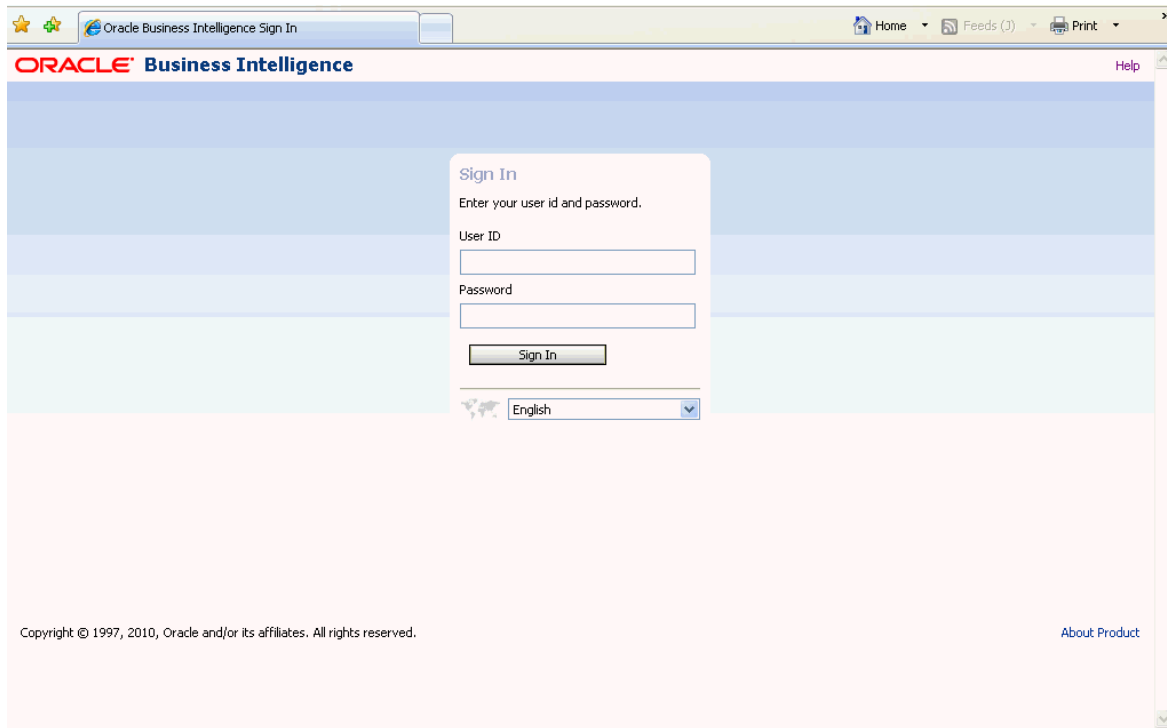 Oracle Business Intelligence Sign In
Home
Feeds (J)
Print
»
ORACLE Business Intelligence
Help
Sign In
Enter your user id and password.
User ID
Password
Sign In
English
Copyright © 1997, 2010, Oracle and/or its affiliates. All rights reserved.
About Product